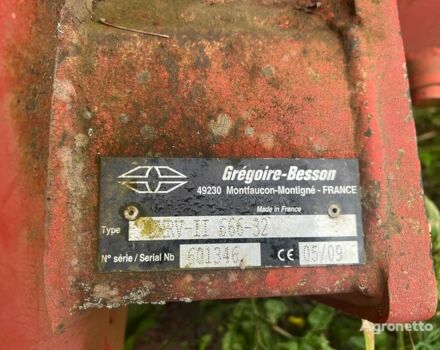 Grégoire-Besson
49230 Montfaucon-Montigné - FRANCE
Made in France
Type RV-II 666-32
N° série / Serial Nb 601346 CE 05/09
Agronetto